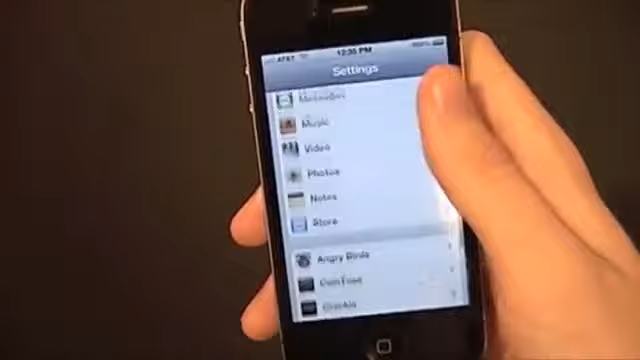 AT&T 12:35 PM
Settings
Music
Video
Photos
Notes
Store
Angry Birds